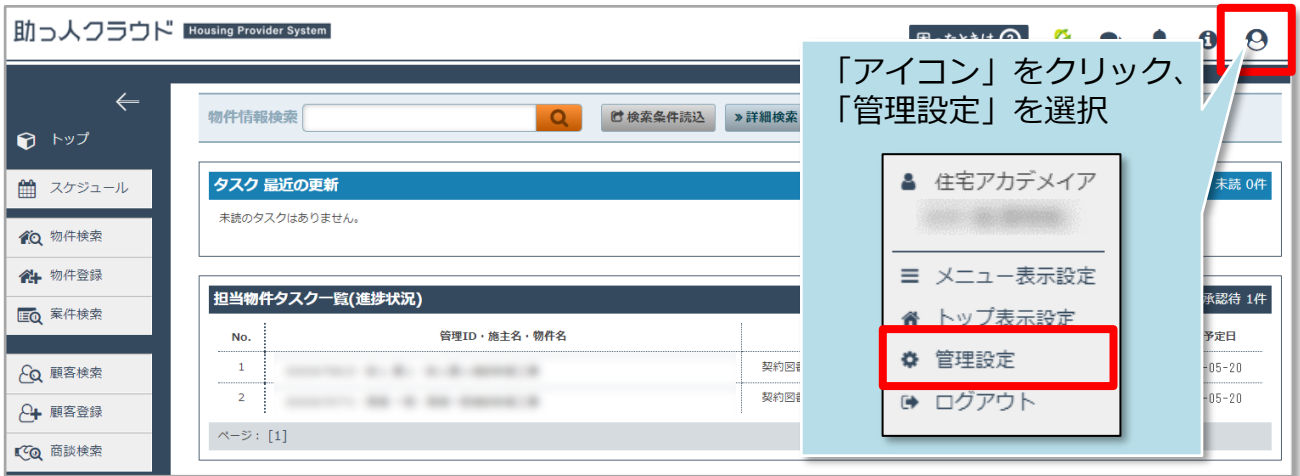 助っ人クラウド Housing Provider System
「アイコン」をクリック、
「管理設定」を選択
トップ
スケジュール
物件検索
物件登録
案件検索
顧客検索
顧客登録
商談検索
物件情報検索 検索条件読込 詳細検索
タスク 最近の更新 未読 0件
未読のタスクはありません。
担当物件タスク一覧(進捗状況) 承認待 1件
No. 管理ID・施主名・物件名 予定日
1 契約図 -05-20
2 契約図 -05-20
ページ: [1]
住宅アカデメイア
メニュー表示設定
トップ表示設定
管理設定
ログアウト